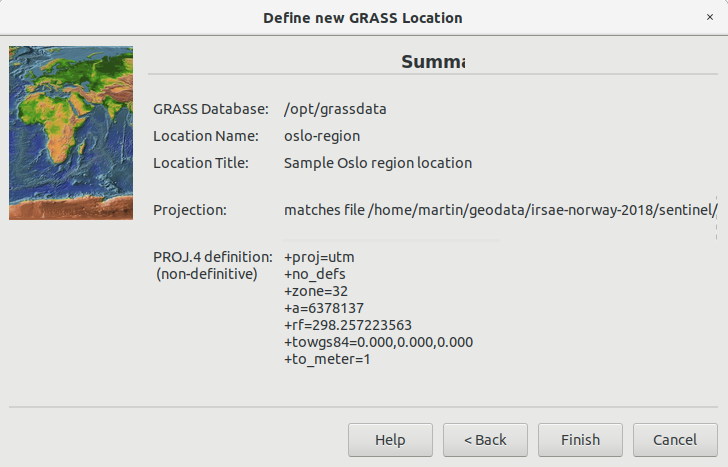 Define new GRASS Location
×
Summa
GRASS Database: /opt/grassdata
Location Name: oslo-region
Location Title: Sample Oslo region location
Projection: matches file /home/martin/geodata/irsae-norway-2018/sentinel/
PROJ.4 definition: +proj=utm
(non-definitive) +no_defs
+zone=32
+a=6378137
+rf=298.257223563
+towgs84=0.000,0.000,0.000
+to_meter=1
Help < Back Finish Cancel